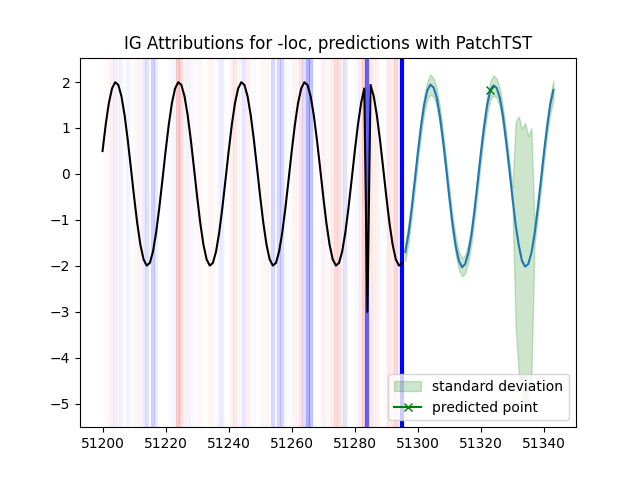 IG Attributions for -loc, predictions with PatchTST
2
1
0
−1
−2
−3
−4
−5
standard deviation
predicted point
51200 51220 51240 51260 51280 51300 51320 51340